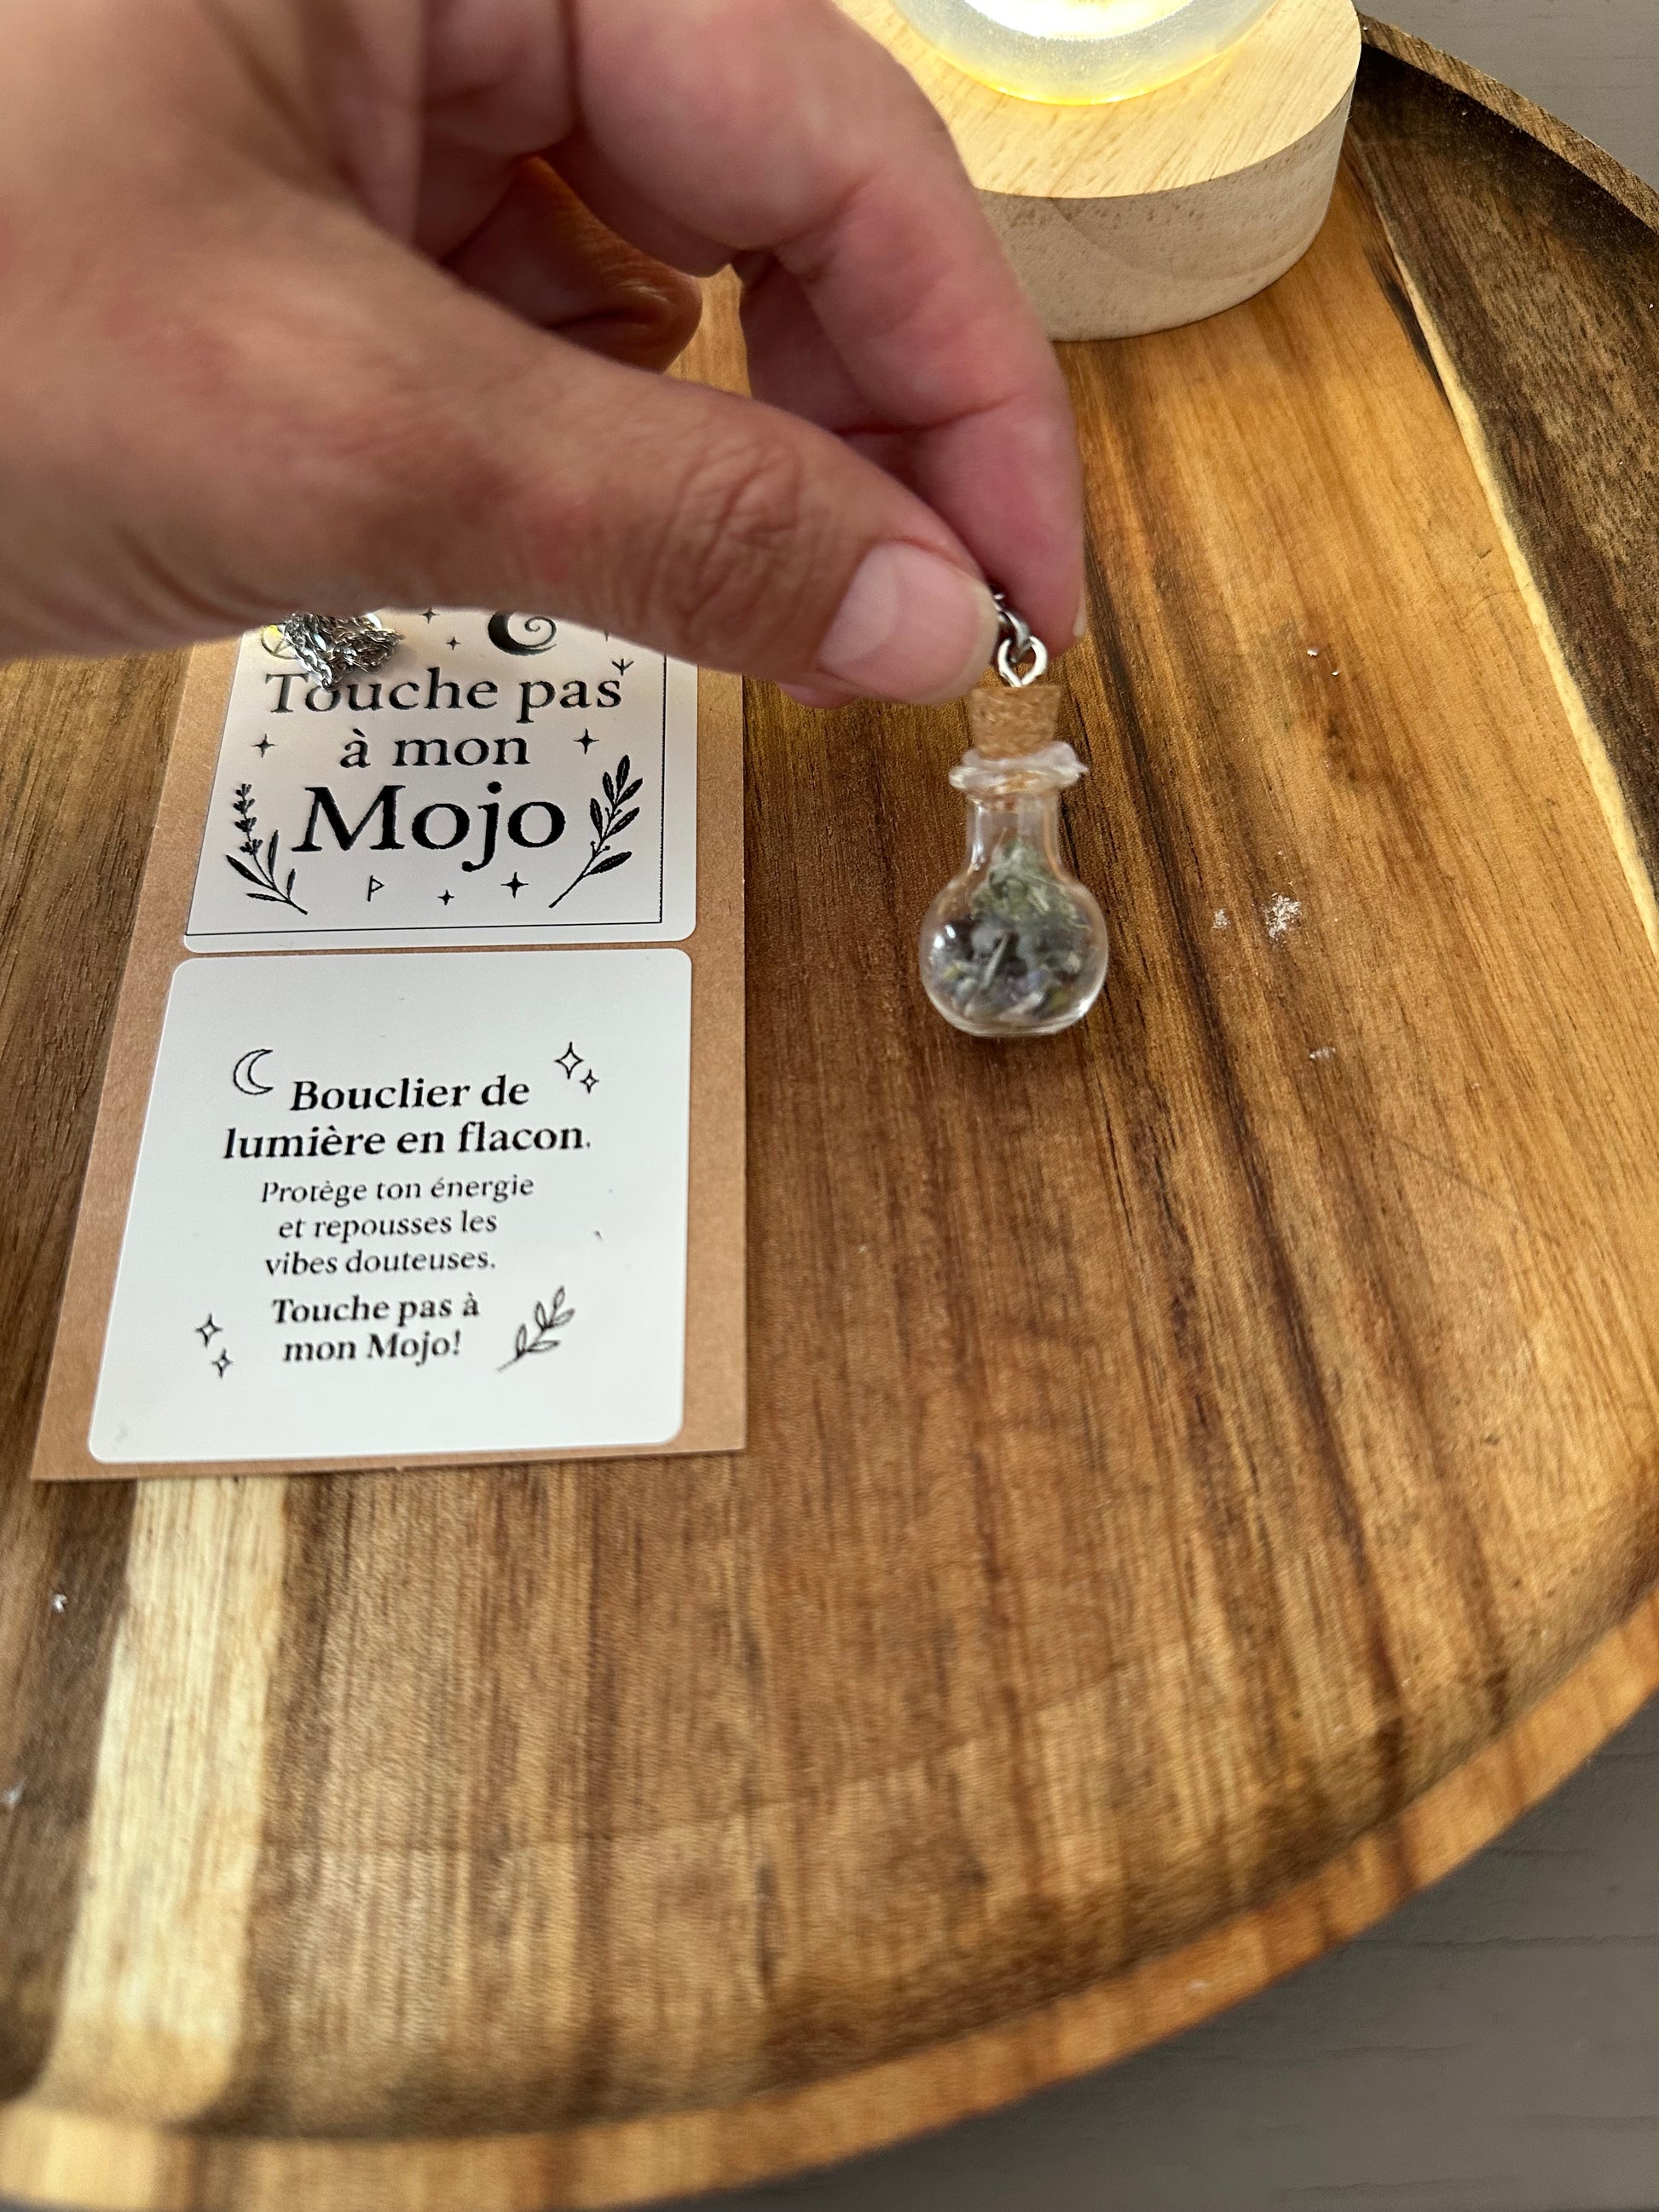 Touche pas
à mon
Mojo
Bouclier de
lumière en flacon.
Protège ton énergie
et repousses les
vibes douteuses.
Touche pas à
mon Mojo!